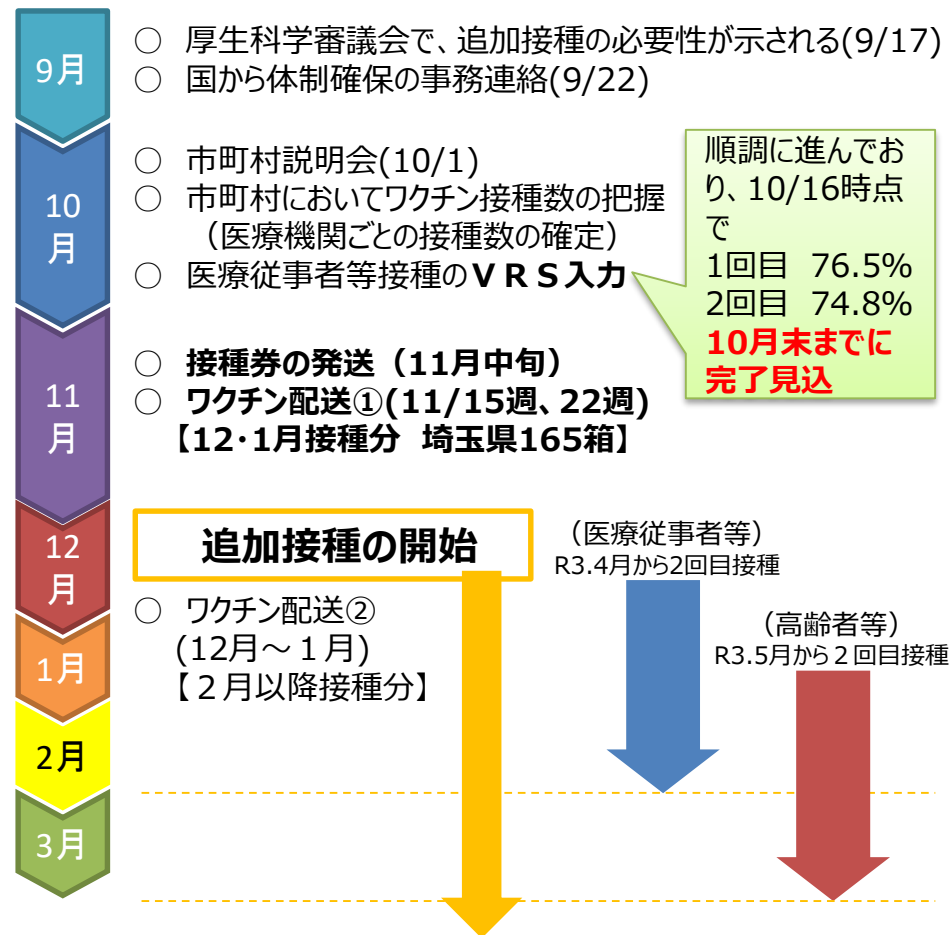 9月
○ 厚生科学審議会で、追加接種の必要性が示される(9/17)
○ 国から体制確保の事務連絡(9/22)
10
月
○ 市町村説明会(10/1)
○ 市町村においてワクチン接種数の把握
（医療機関ごとの接種数の確定）
○ 医療従事者等接種のＶＲＳ入力
順調に進んでお
り、10/16時点
で
1回目 76.5%
2回目 74.8%
10月末までに
完了見込
11
月
○ 接種券の発送（11月中旬）
○ ワクチン配送①(11/15週、22週)
【12･1月接種分 埼玉県165箱】
12
月
追加接種の開始
（医療従事者等）
R3.4月から2回目接種
○ ワクチン配送②
(12月～１月)
【２月以降接種分】
（高齢者等）
R3.5月から２回目接種
1月
2月
3月